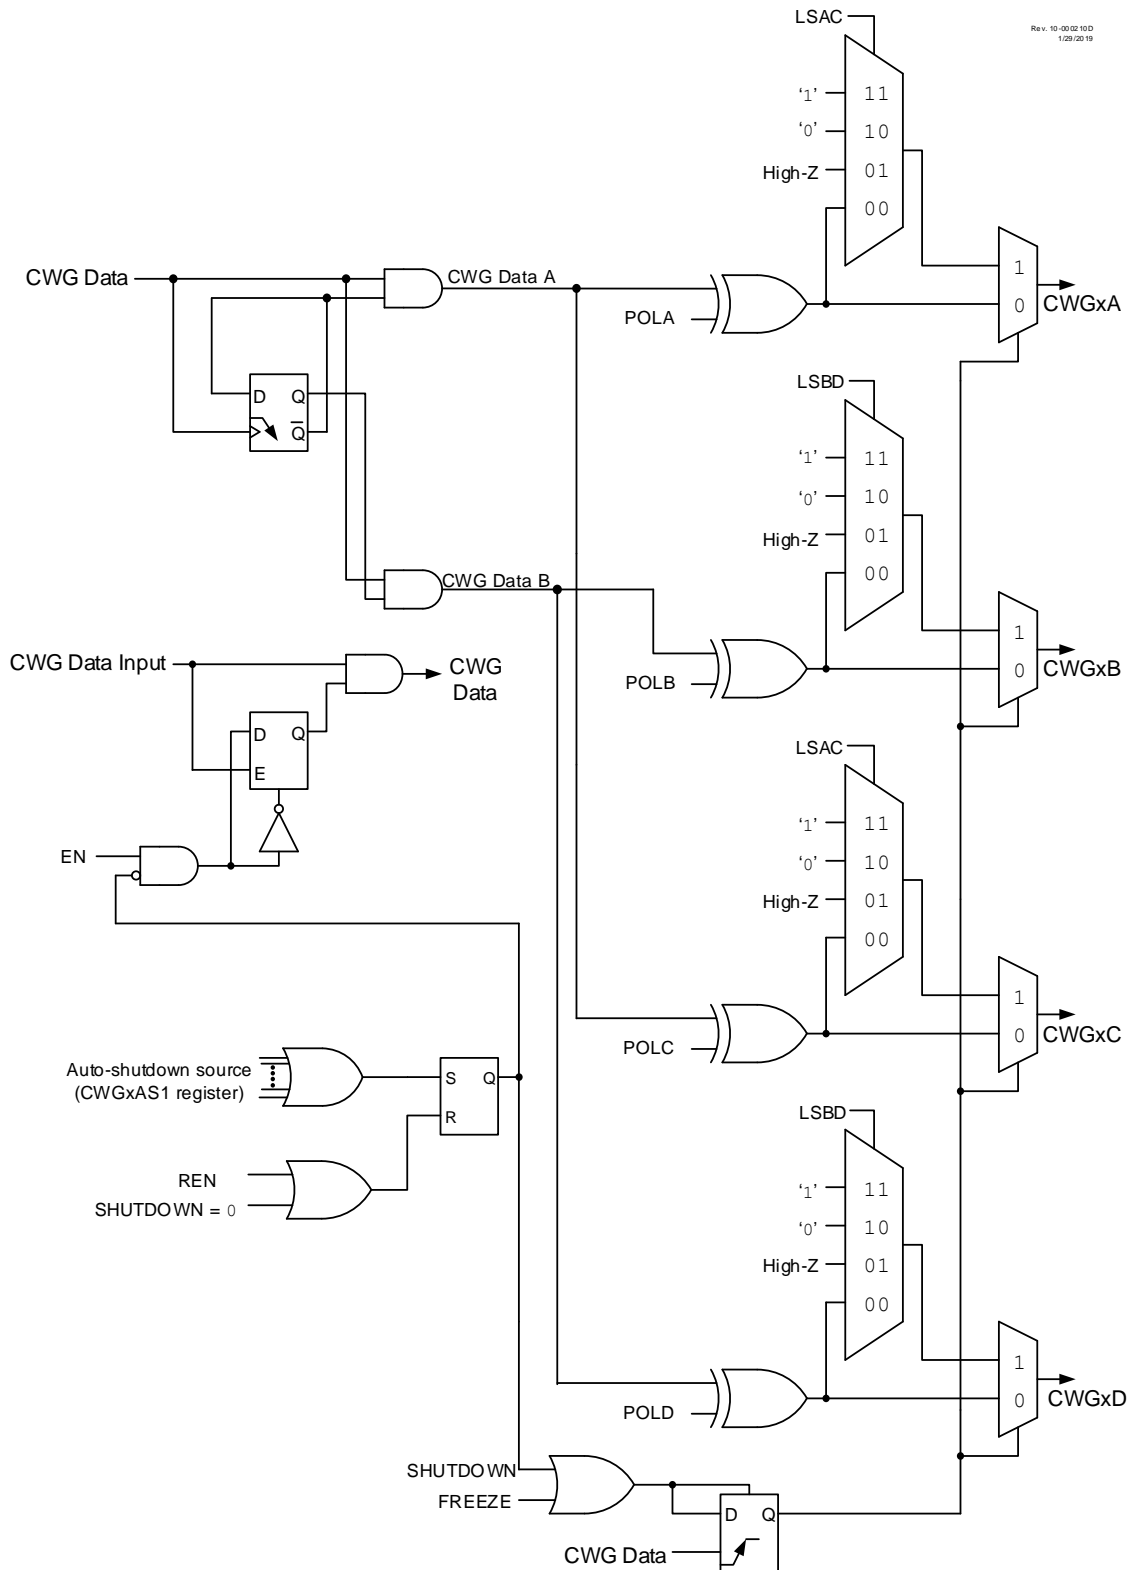 LSAC
Rev. 10-000210D
1/29/2019
'1'
11
'0'
10
High-Z
01
00
CWG Data
CWG Data A
1
POLA
0
CWGxA
LSBD
D
Q
Q
'1'
11
'0'
10
High-Z
01
00
CWG Data B
1
CWG Data Input
CWG
Data
POLB
0
CWGxB
D
Q
E
LSAC
'1'
11
EN
'0'
10
High-Z
01
00
1
POLC
0
CWGxC
Auto-shutdown source
(CWGxAS1 register)
S
Q
R
LSBD
REN
SHUTDOWN = 0
'1'
11
'0'
10
High-Z
01
00
1
POLD
0
CWGxD
SHUTDOWN
FREEZE
D
Q
CWG Data